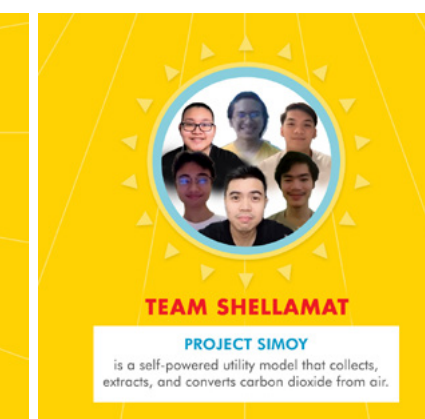 TEAM SHELLAMAT
PROJECT SIMOY
is a self-powered utility model that collects,
extracts, and converts carbon dioxide from air.